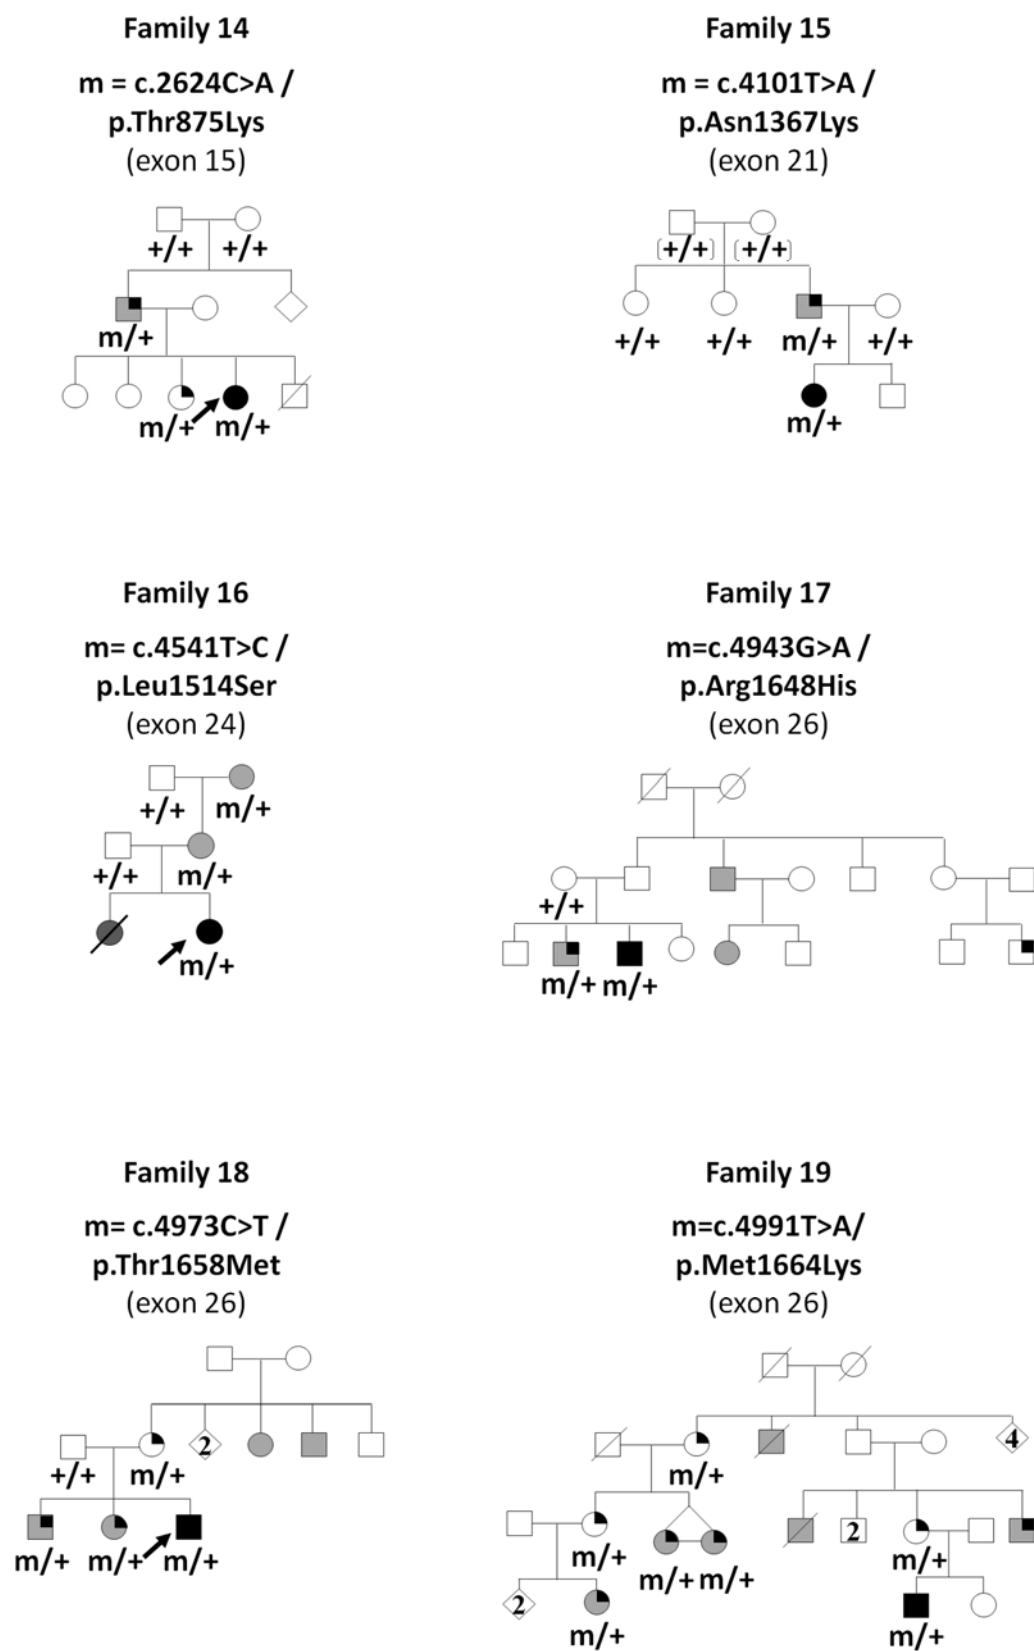 Family 14
m = c.2624C>A /
p.Thr875Lys
(exon 15)
+/+ +/+
m/+
m/+ m/+
Family 15
m = c.4101T>A /
p.Asn1367Lys
(exon 21)
(+/+) (+/+)
+/+ +/+ m/+ +/+
m/+
Family 16
m= c.4541T>C /
p.Leu1514Ser
(exon 24)
+/+ m/+
+/+ m/+
m/+
Family 17
m=c.4943G>A /
p.Arg1648His
(exon 26)
+/+
m/+ m/+
Family 18
m= c.4973C>T /
p.Thr1658Met
(exon 26)
2
+/+ m/+
m/+ m/+ m/+
Family 19
m=c.4991T>A/
p.Met1664Lys
(exon 26)
4
m/+
2
m/+ m/+ m/+ m/+
2
m/+ m/+